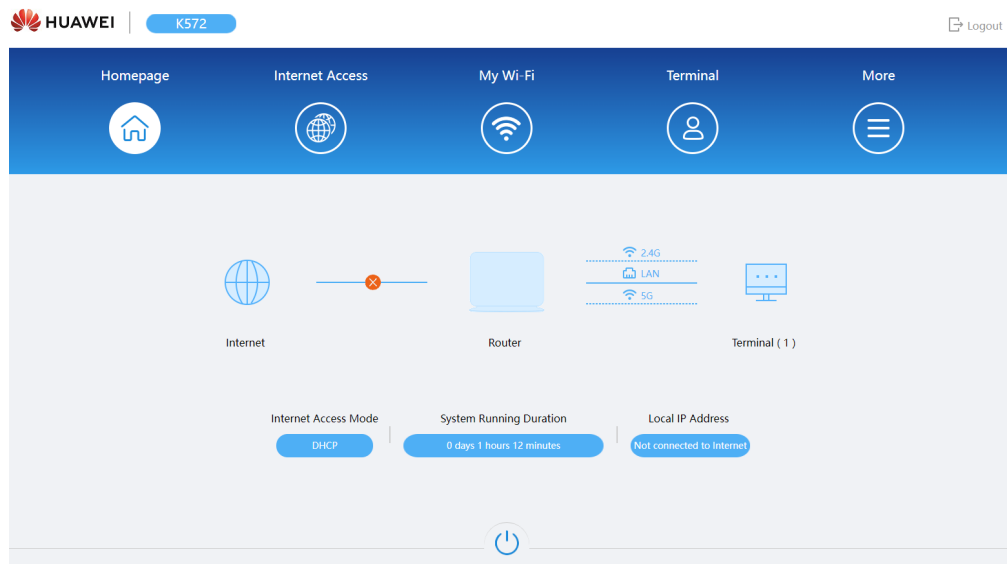 HUAWEI K572 Logout
Homepage Internet Access My Wi-Fi Terminal More
2.4G
LAN
5G
Internet Router Terminal ( 1 )
Internet Access Mode System Running Duration Local IP Address
DHCP 0 days 1 hours 12 minutes Not connected to Internet